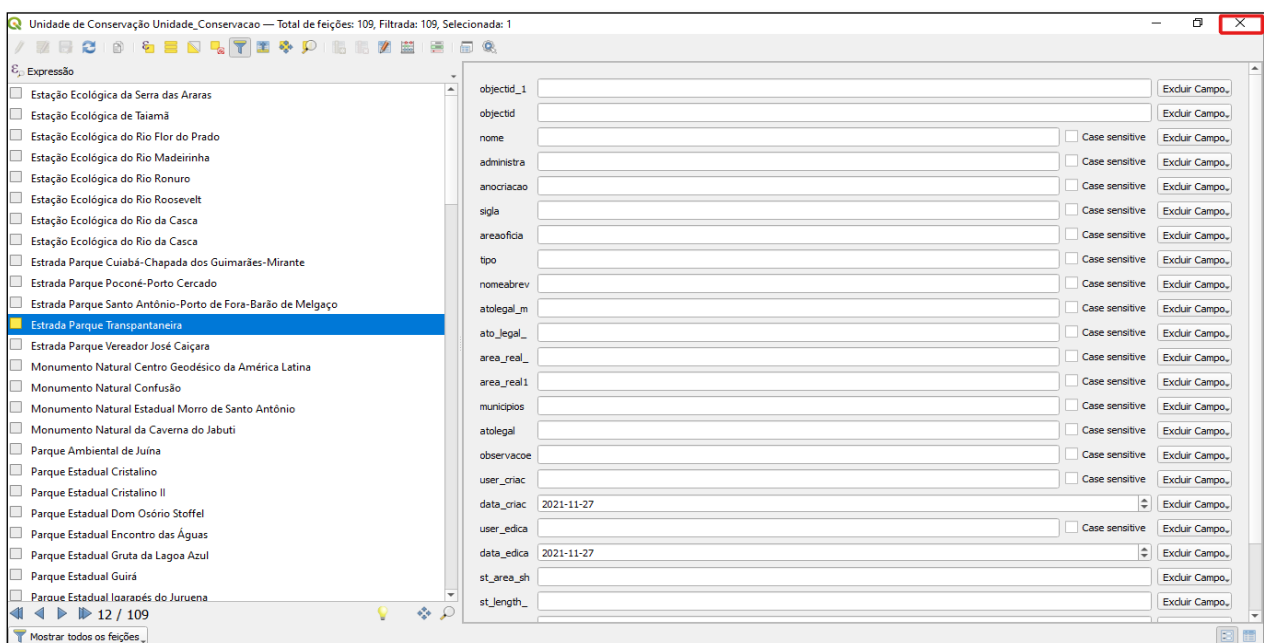 Unidade de Conservação Unidade_Conservacao — Total de feições: 109, Filtrada: 109, Selecionada: 1
Expressão
Estação Ecológica da Serra das Araras
Estação Ecológica de Taiamã
Estação Ecológica do Rio Flor do Prado
Estação Ecológica do Rio Madeirinha
Estação Ecológica do Rio Ronuro
Estação Ecológica do Rio Roosevelt
Estação Ecológica do Rio da Casca
Estação Ecológica do Rio da Casca
Estrada Parque Cuiabá-Chapada dos Guimarães-Mirante
Estrada Parque Poconé-Porto Cercado
Estrada Parque Santo Antônio-Porto de Fora-Barão de Melgaço
Estrada Parque Transpantaneira
Estrada Parque Vereador José Caiçara
Monumento Natural Centro Geodésico da América Latina
Monumento Natural Confusão
Monumento Natural Estadual Morro de Santo Antônio
Monumento Natural da Caverna do Jabuti
Parque Ambiental de Juína
Parque Estadual Cristalino
Parque Estadual Cristalino II
Parque Estadual Dom Osório Stoffel
Parque Estadual Encontro das Águas
Parque Estadual Gruta da Lagoa Azul
Parque Estadual Guirá
Parque Estadual Igarapés do Juruena
12 / 109
Mostrar todos os feições
objectid_1 Excluir Campo
objectid Excluir Campo
nome Case sensitive Excluir Campo
administra Case sensitive Excluir Campo
anocriacao Case sensitive Excluir Campo
sigla Case sensitive Excluir Campo
areaoficia Case sensitive Excluir Campo
tipo Case sensitive Excluir Campo
nomeabrev Case sensitive Excluir Campo
atolegal_m Case sensitive Excluir Campo
ato_legal_ Case sensitive Excluir Campo
area_real_ Case sensitive Excluir Campo
area_real1 Case sensitive Excluir Campo
municipios Case sensitive Excluir Campo
atolegal Case sensitive Excluir Campo
observacoe Case sensitive Excluir Campo
user_criac Case sensitive Excluir Campo
data_criac 2021-11-27 Excluir Campo
user_edica Case sensitive Excluir Campo
data_edica 2021-11-27 Excluir Campo
st_area_sh Excluir Campo
st_length_ Excluir Campo